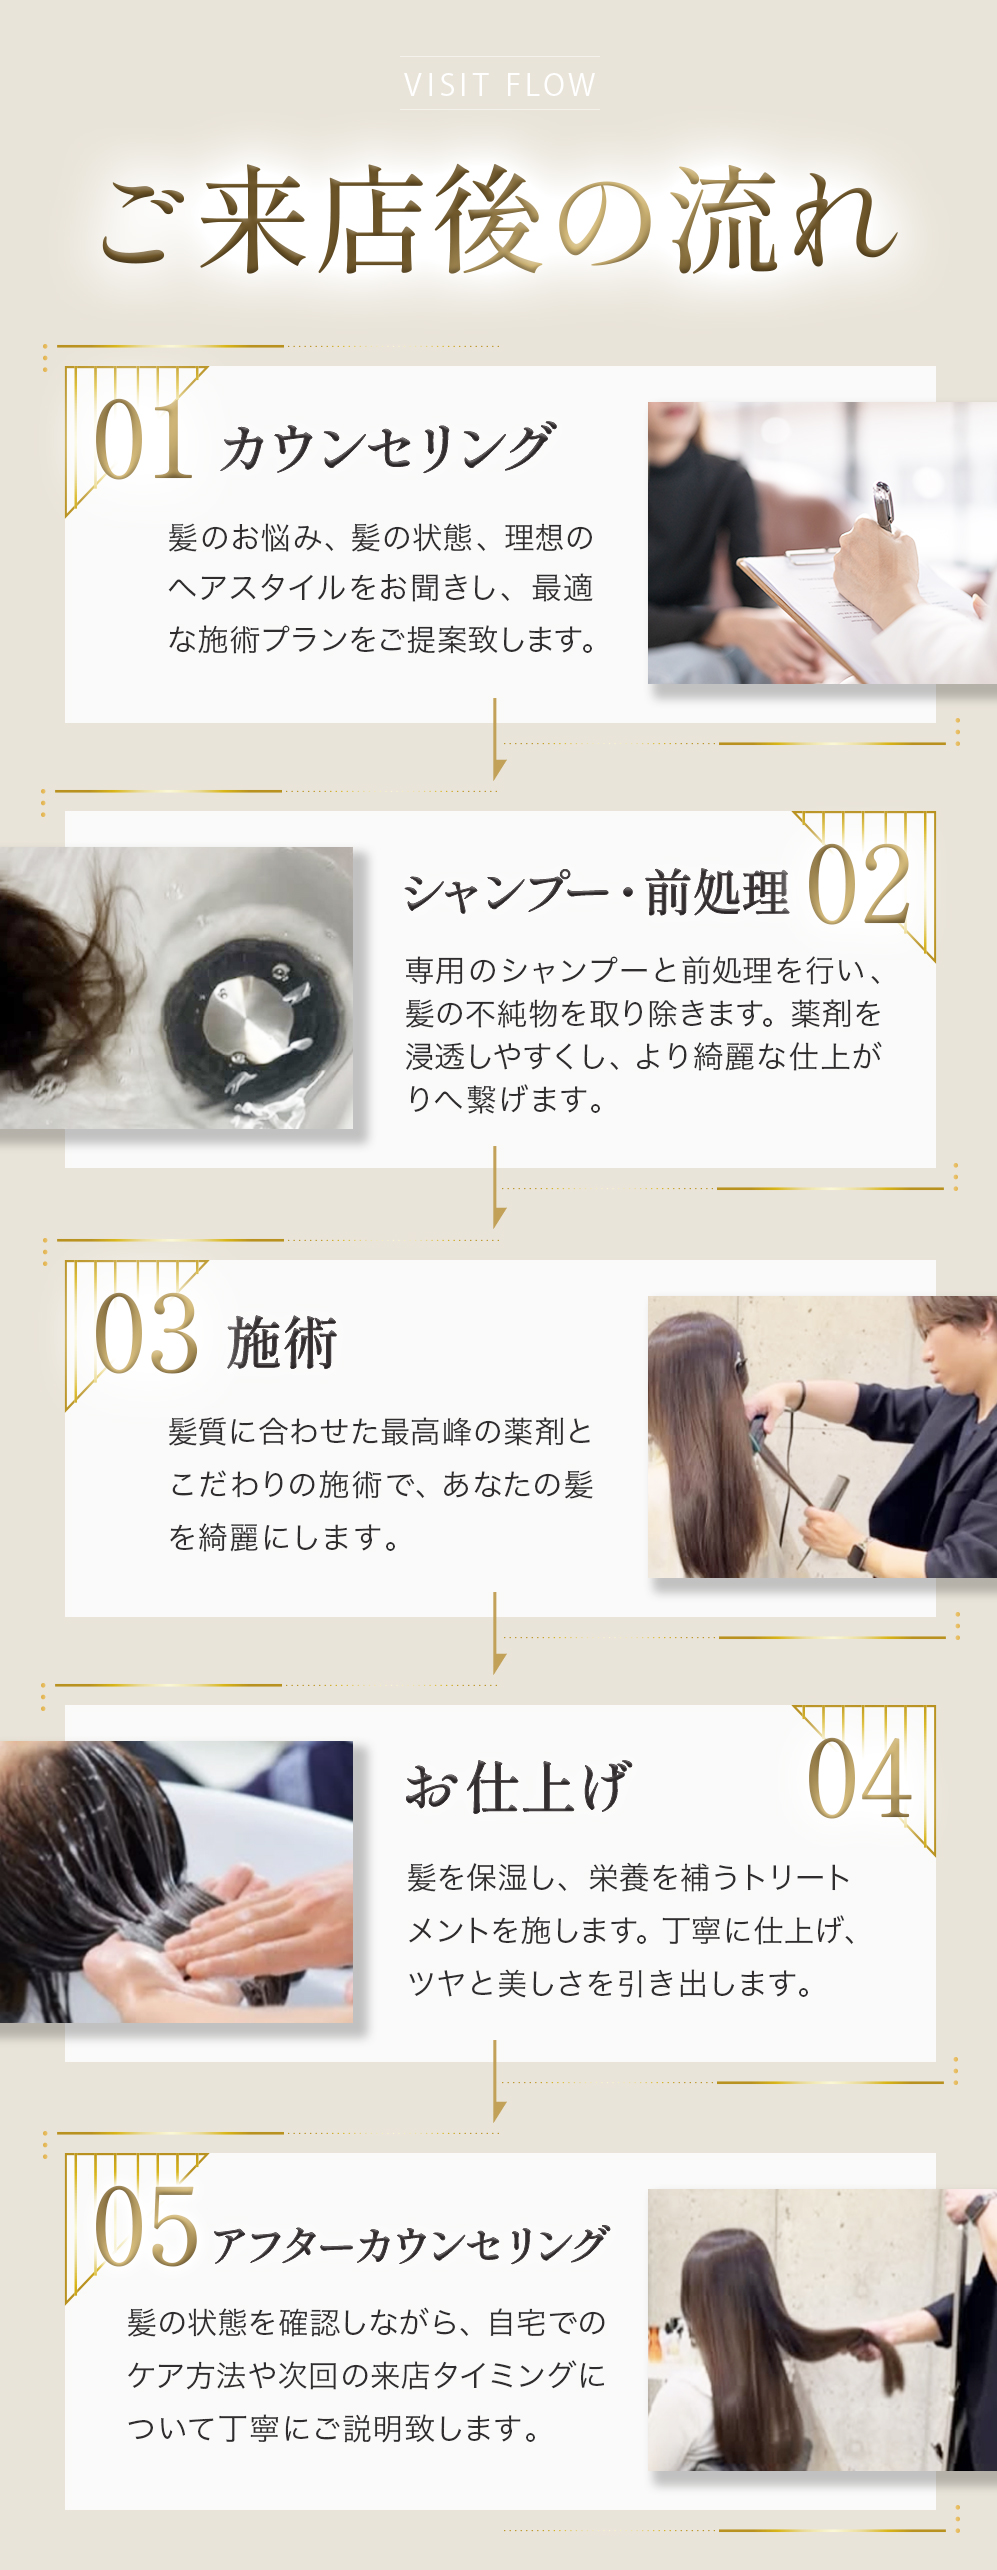 VISIT FLOW
ご来店後の流れ
01 カウンセリング
髪のお悩み、髪の状態、理想の
ヘアスタイルをお聞きし、最適
な施術プランをご提案致します。
シャンプー・前処理 02
専用のシャンプーと前処理を行い、
髪の不純物を取り除きます。薬剤を
浸透しやすくし、より綺麗な仕上が
りへ繋げます。
03 施術
髪質に合わせた最高峰の薬剤と
こだわりの施術で、あなたの髪
を綺麗にします。
お仕上げ 04
髪を保湿し、栄養を補うトリート
メントを施します。丁寧に仕上げ、
ツヤと美しさを引き出します。
05 アフターカウンセリング
髪の状態を確認しながら、自宅での
ケア方法や次回の来店タイミングに
ついて丁寧にご説明致します。